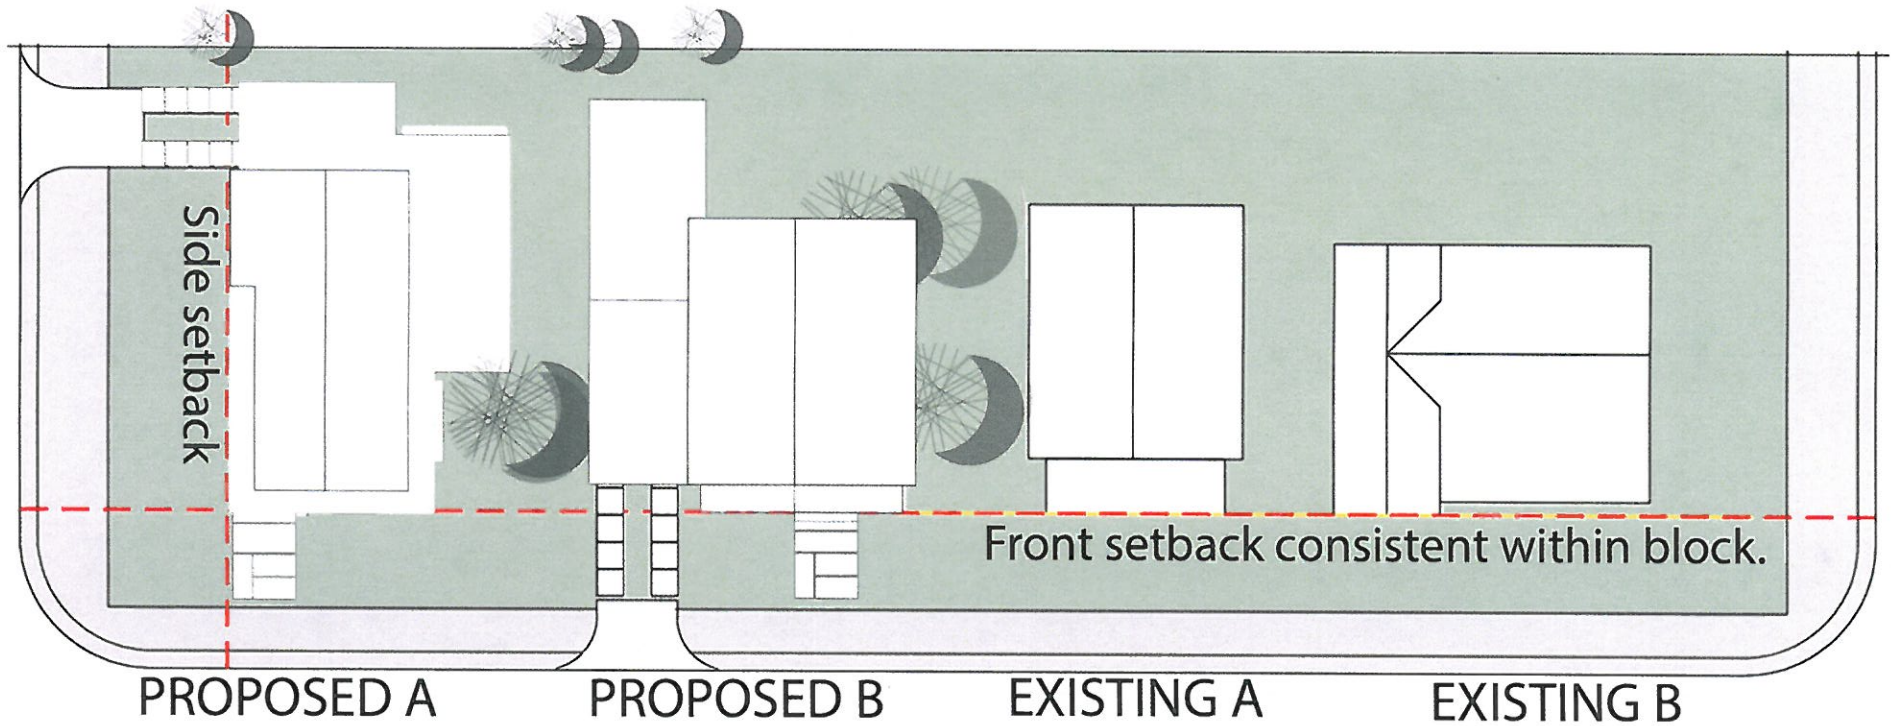 Side setback
Front setback consistent within block.
PROPOSED A
PROPOSED B
EXISTING A
EXISTING B